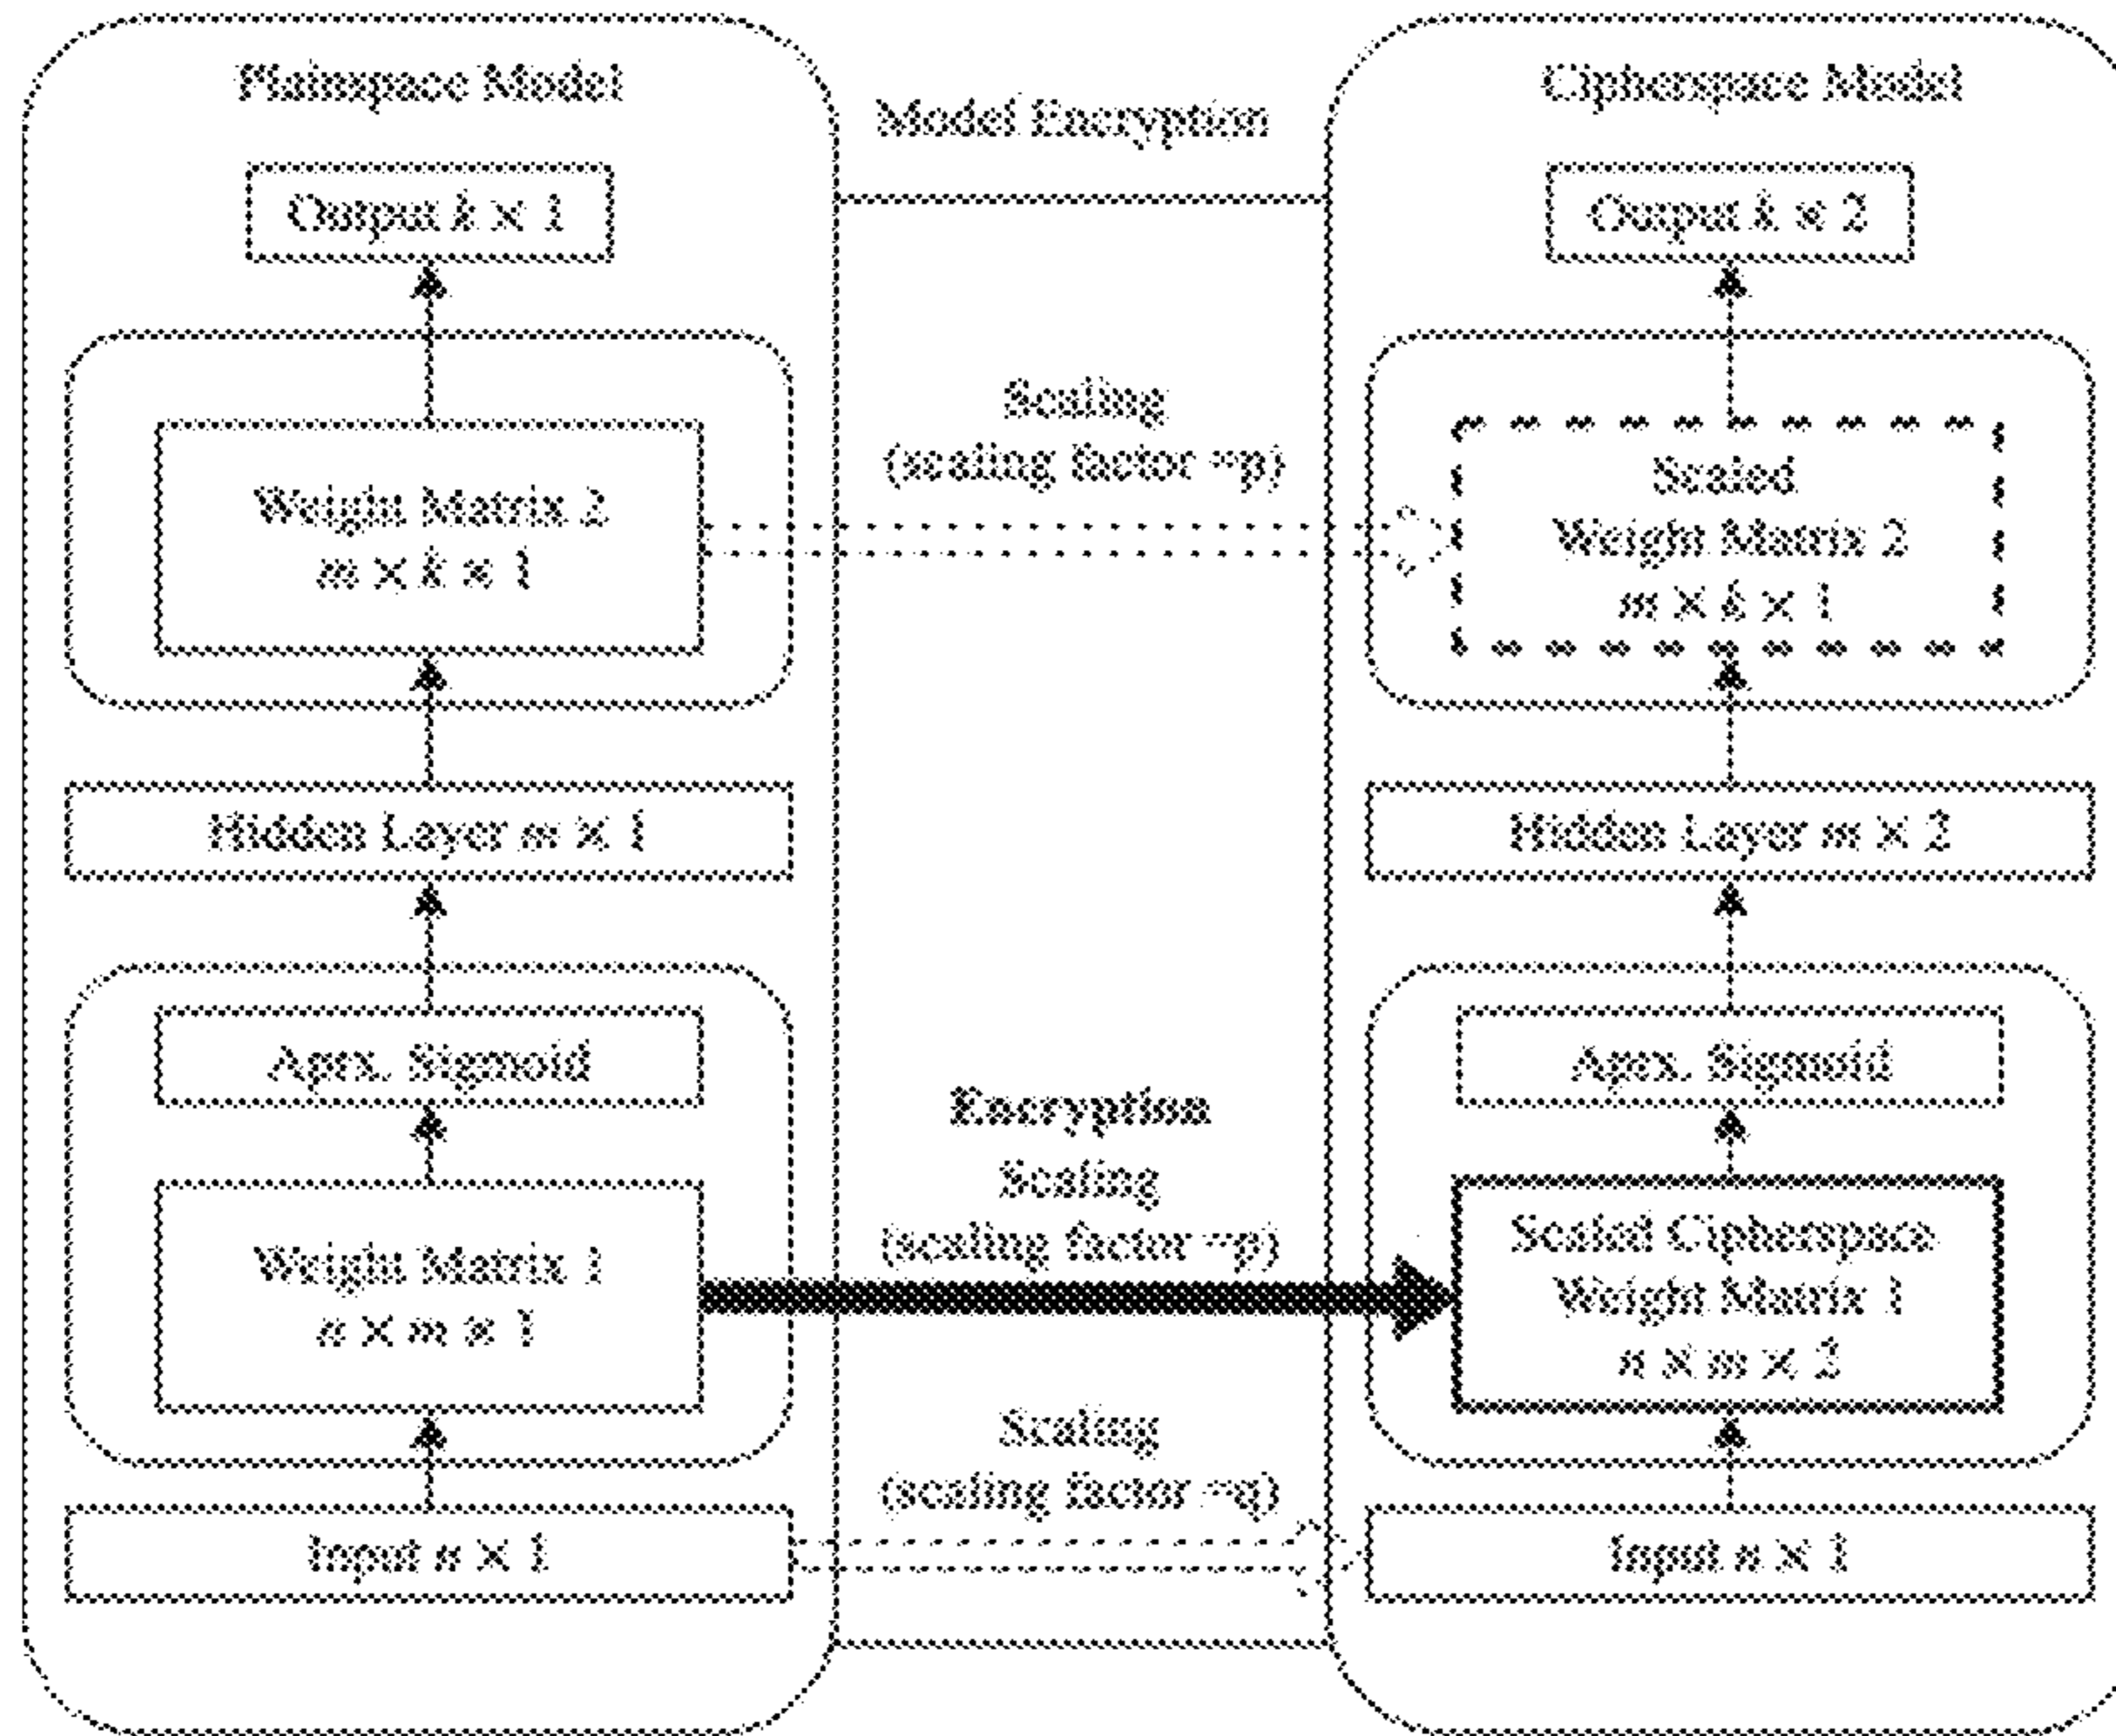 Plainspace Model
Output k × 1
Weight Matrix 2
m × k × 1
Hidden Layer m × 1
Aprx. Sigmoid
Weight Matrix 1
n × m × 1
Input n × 1
Model Encryption
Scaling
(scaling factor ~p)
Encryption
Scaling
(scaling factor ~p)
Scaling
(scaling factor ~q)
Cipherspace Model
Output k × 2
Scaled
Weight Matrix 2
m × k × 1
Hidden Layer m × 2
Aprx. Sigmoid
Scaled Cipherspace
Weight Matrix 1
n × m × 2
Input n × 1